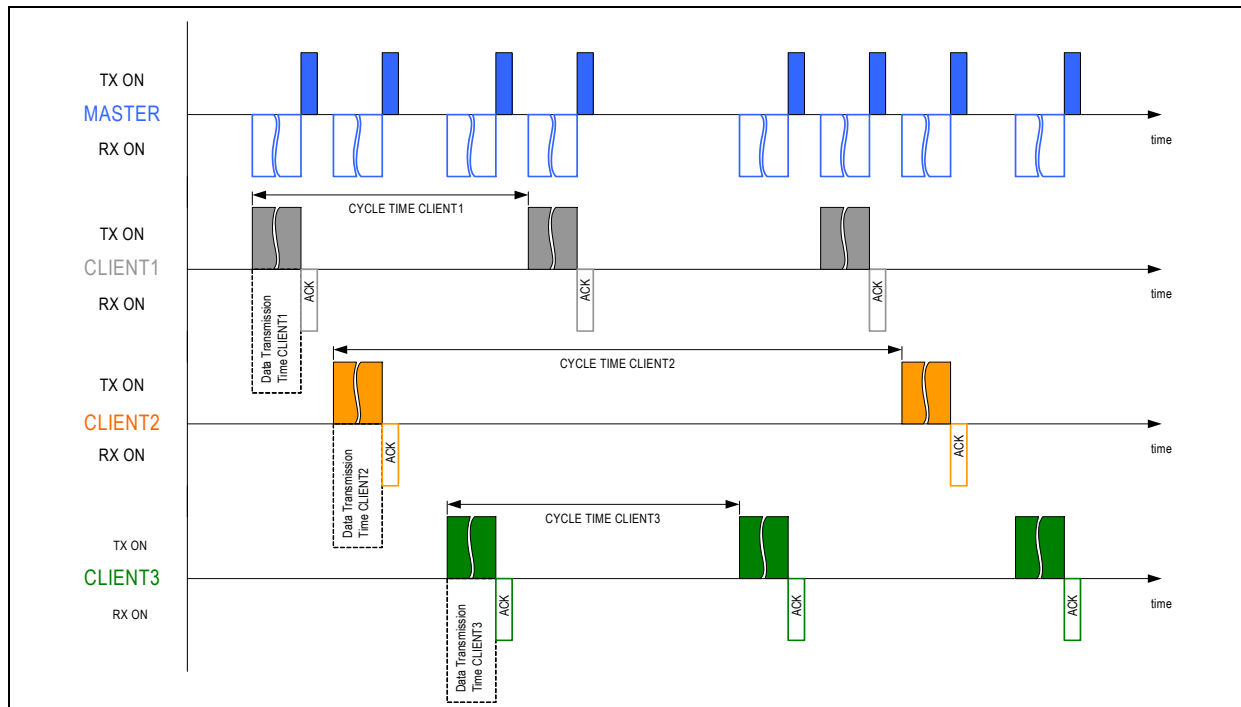 TX ON
MASTER
RX ON
time
CYCLE TIME CLIENT1
TX ON
CLIENT1
RX ON
Data Transmission
Time CLIENT1
ACK
ACK
ACK
time
CYCLE TIME CLIENT2
TX ON
CLIENT2
RX ON
Data Transmission
Time CLIENT2
ACK
ACK
time
CYCLE TIME CLIENT3
TX ON
CLIENT3
RX ON
Data Transmission
Time CLIENT3
ACK
ACK
ACK
time